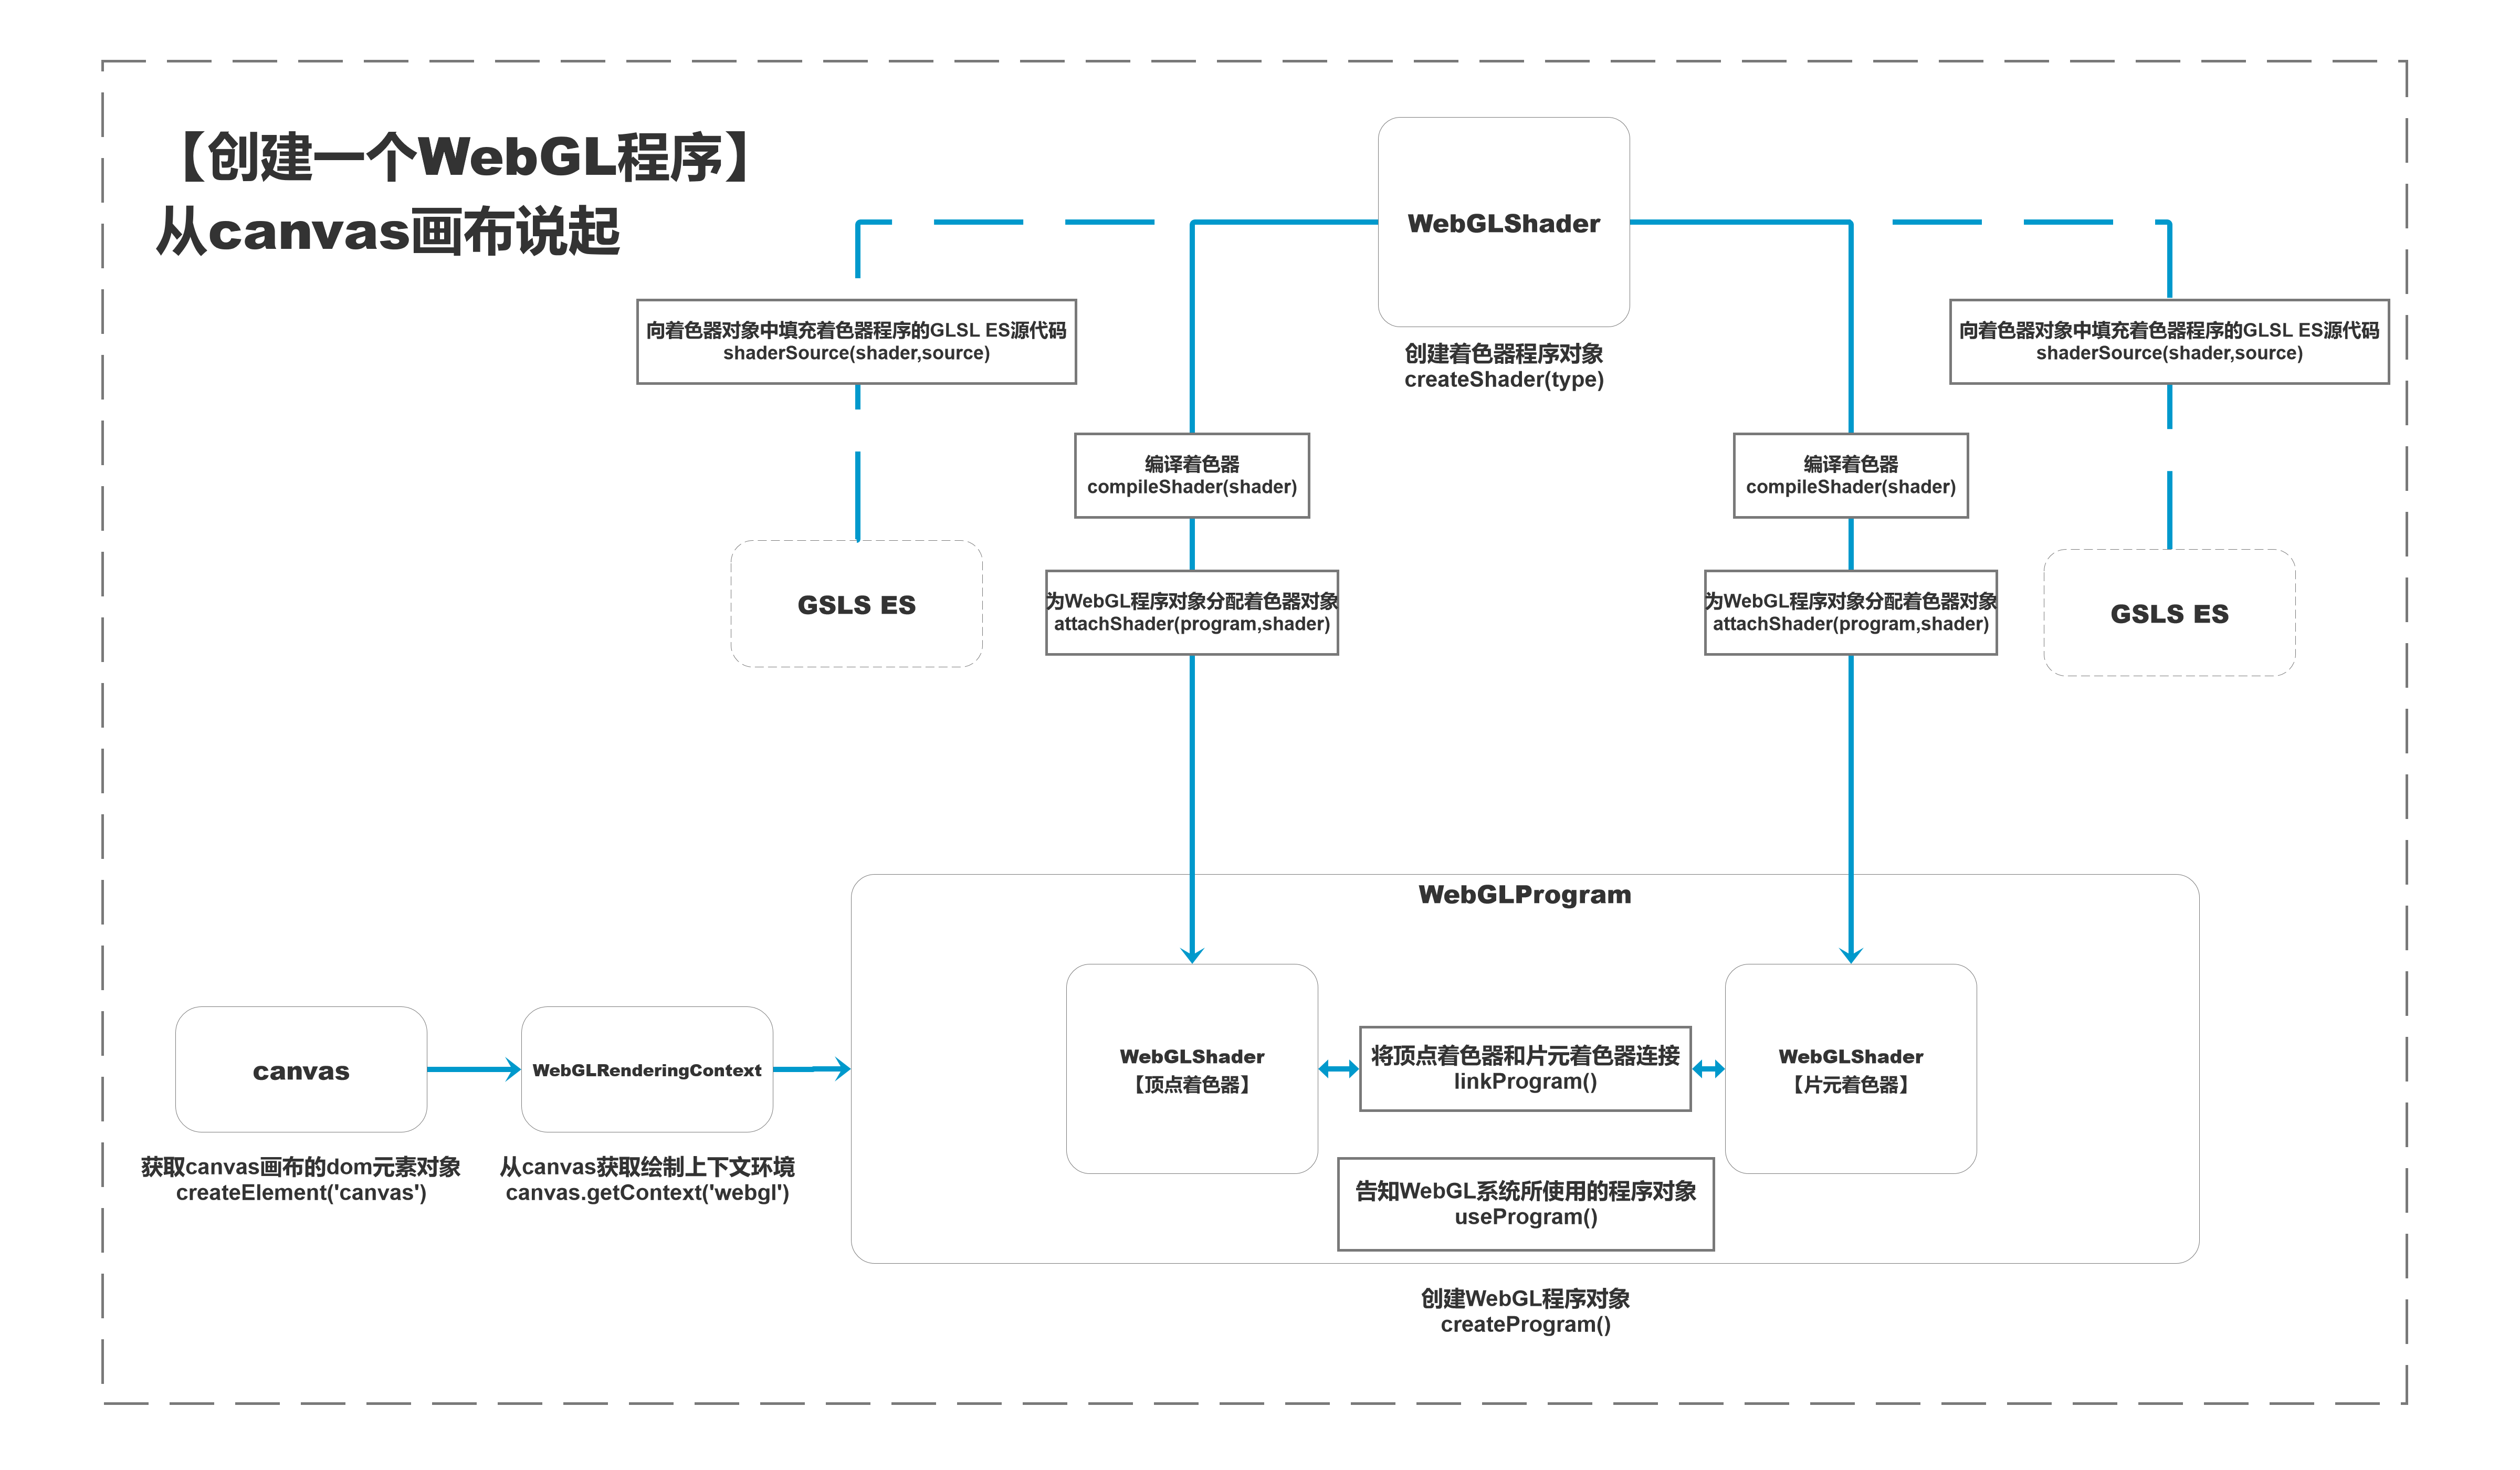 【创建一个WebGL程序】
从canvas画布说起
WebGLShader
创建着色器程序对象
createShader(type)
向着色器对象中填充着色器程序的GLSL ES源代码
shaderSource(shader,source)
向着色器对象中填充着色器程序的GLSL ES源代码
shaderSource(shader,source)
编译着色器
compileShader(shader)
编译着色器
compileShader(shader)
GSLS ES
为WebGL程序对象分配着色器对象
attachShader(program,shader)
为WebGL程序对象分配着色器对象
attachShader(program,shader)
GSLS ES
WebGLProgram
canvas
获取canvas画布的dom元素对象
createElement('canvas')
WebGLRenderingContext
从canvas获取绘制上下文环境
canvas.getContext('webgl')
WebGLShader
【顶点着色器】
将顶点着色器和片元着色器连接
linkProgram()
WebGLShader
【片元着色器】
告知WebGL系统所使用的程序对象
useProgram()
创建WebGL程序对象
createProgram()